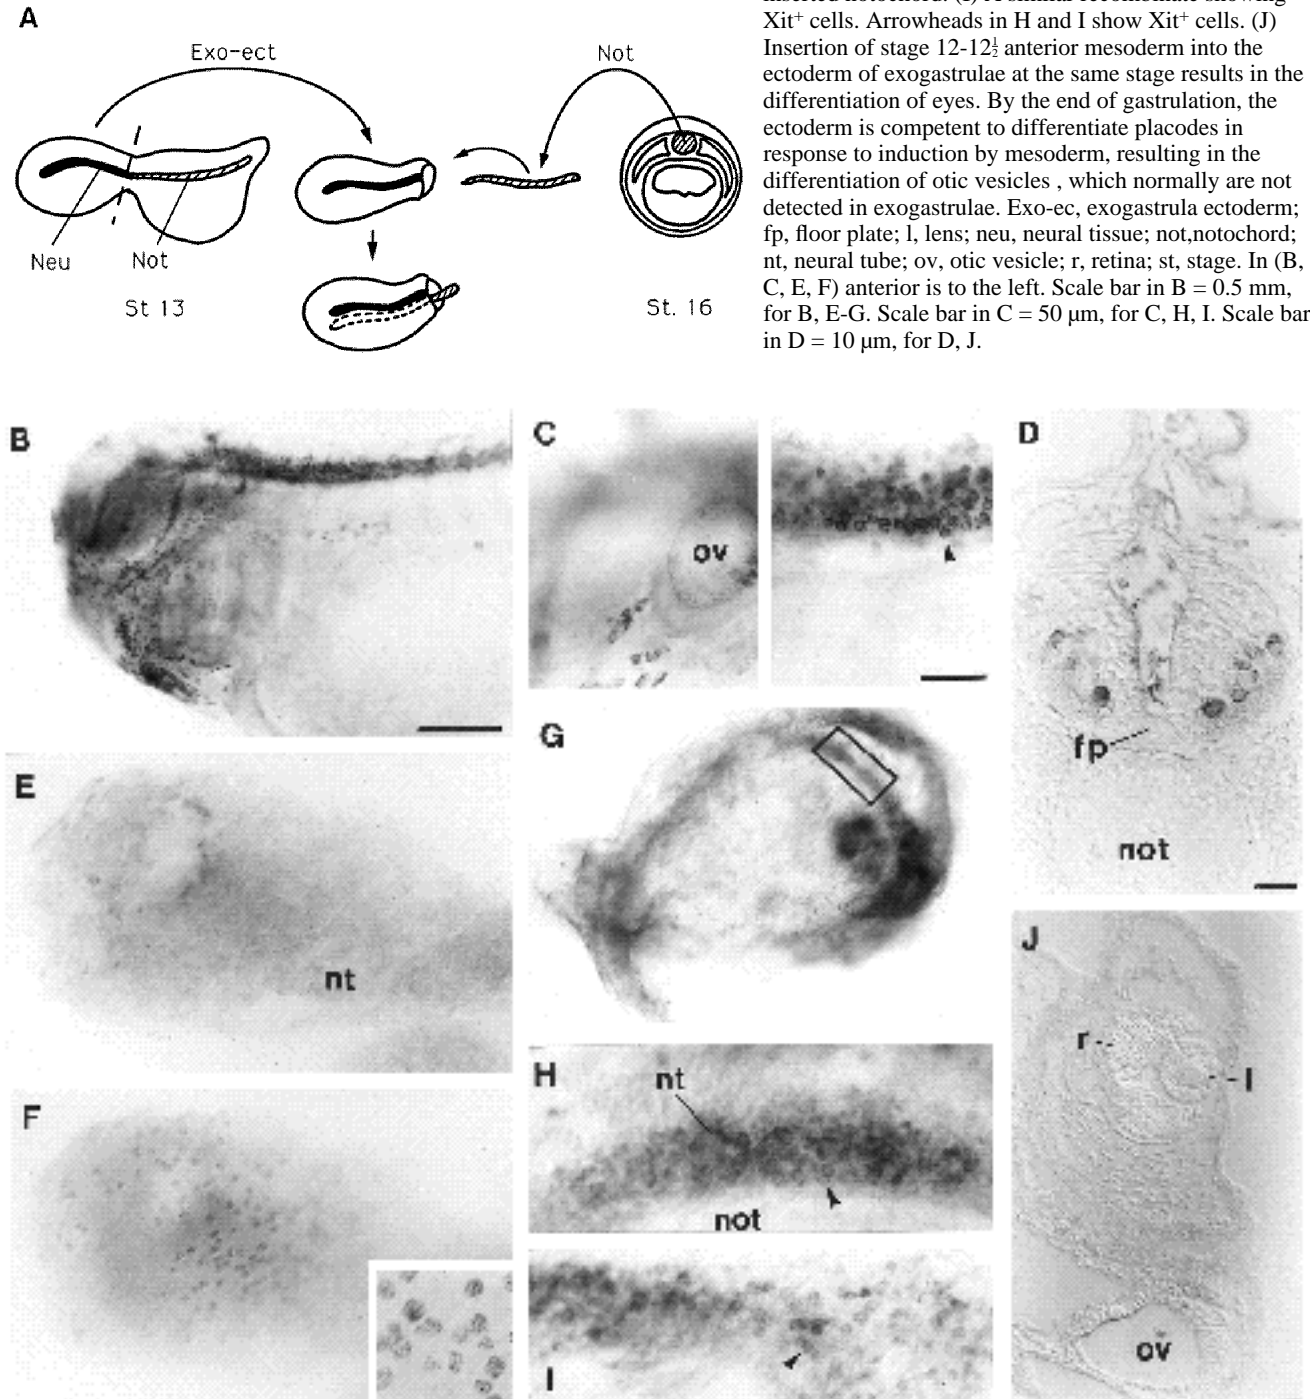 A
Exo-ect
Not
Neu
Not
St 13
St. 16
Xit⁺ cells. Arrowheads in H and I show Xit⁺ cells. (J)
Insertion of stage 12-12½ anterior mesoderm into the
ectoderm of exogastrulae at the same stage results in the
differentiation of eyes. By the end of gastrulation, the
ectoderm is competent to differentiate placodes in
response to induction by mesoderm, resulting in the
differentiation of otic vesicles , which normally are not
detected in exogastrulae. Exo-ec, exogastrula ectoderm;
fp, floor plate; l, lens; neu, neural tissue; not,notochord;
nt, neural tube; ov, otic vesicle; r, retina; st, stage. In (B,
C, E, F) anterior is to the left. Scale bar in B = 0.5 mm,
for B, E-G. Scale bar in C = 50 µm, for C, H, I. Scale bar
in D = 10 µm, for D, J.
B
C
ov
D
fp
not
E
nt
G
F
H
nt
not
I
J
r
l
ov